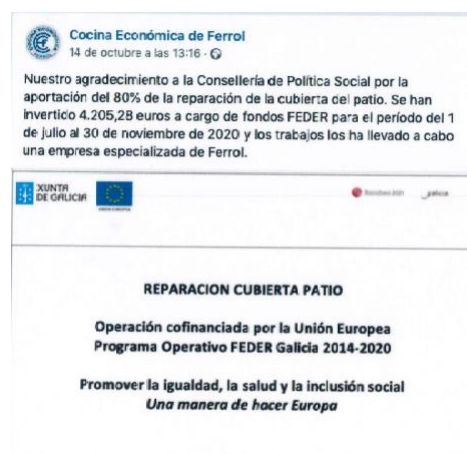 Cocina Económica de Ferrol
14 de octubre a las 13:16 ·
Nuestro agradecimiento a la Consellería de Política Social por la
aportación del 80% de la reparación de la cubierta del patio. Se han
invertido 4.205,28 euros a cargo de fondos FEDER para el período del 1
de julio al 30 de noviembre de 2020 y los trabajos los ha llevado a cabo
una empresa especializada de Ferrol.
XUNTA
DE GALICIA
UNIÓN EUROPEA
galicia
REPARACION CUBIERTA PATIO
Operación cofinanciada por la Unión Europea
Programa Operativo FEDER Galicia 2014-2020
Promover la igualdad, la salud y la inclusión social
Una manera de hacer Europa